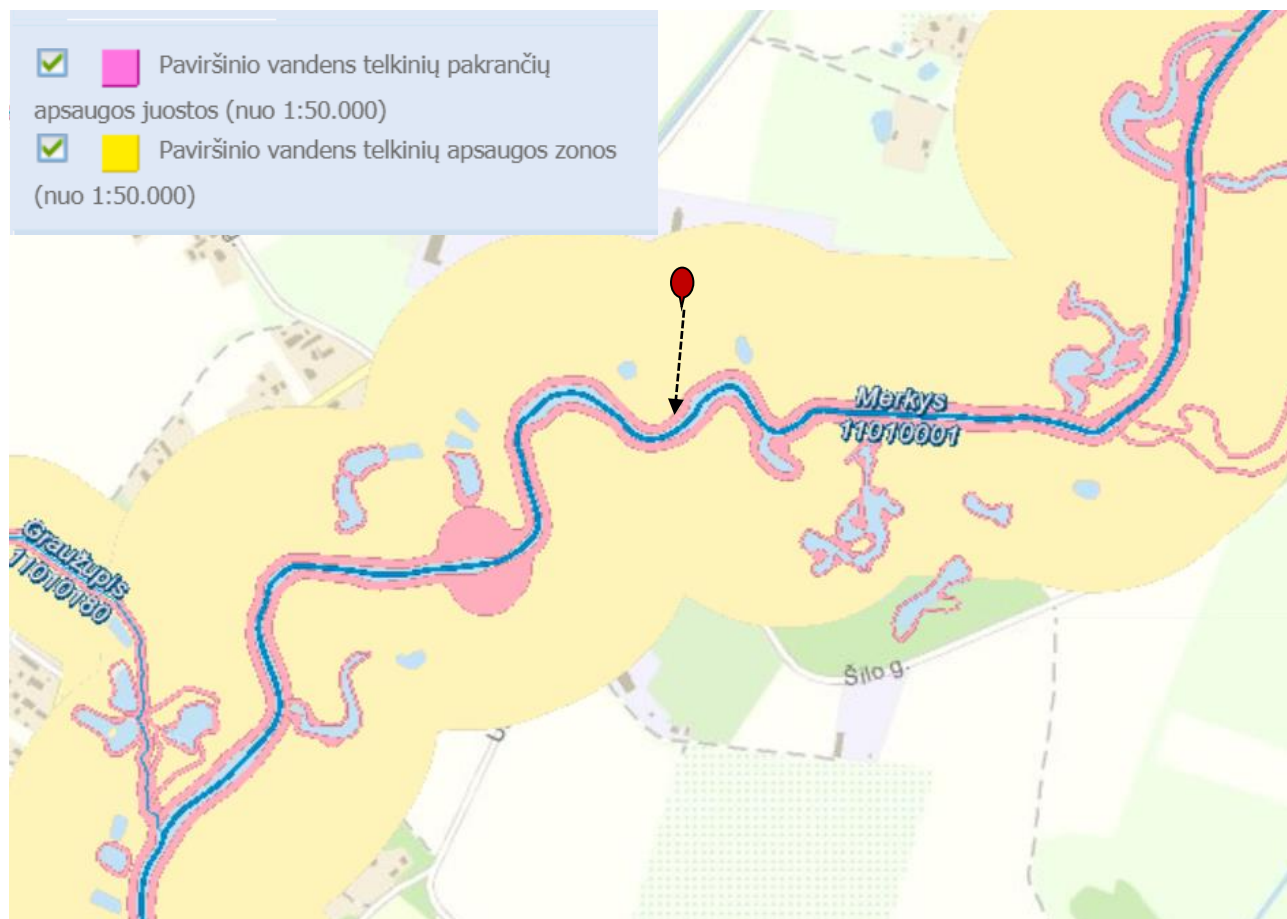 Paviršinio vandens telkinių pakrančių
apsaugos juostos (nuo 1:50.000)
Paviršinio vandens telkinių apsaugos zonos
(nuo 1:50.000)
Merkys
11010001
Graužupis
11010180
Šilo g.